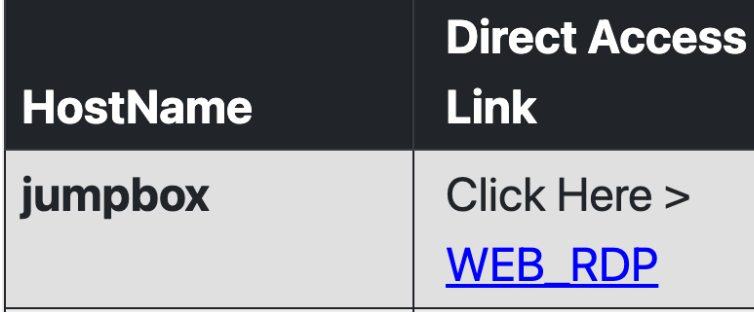 HostName
Direct Access
Link
jumpbox
Click Here >
WEB_RDP